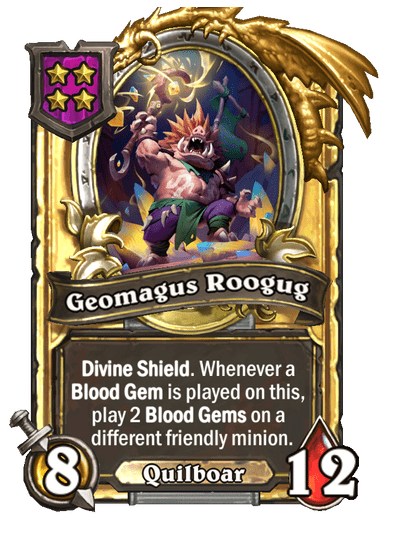 Geomagus Roogug
Divine Shield. Whenever a
Blood Gem is played on this,
play 2 Blood Gems on a
different friendly minion.
8
Quilboar
12